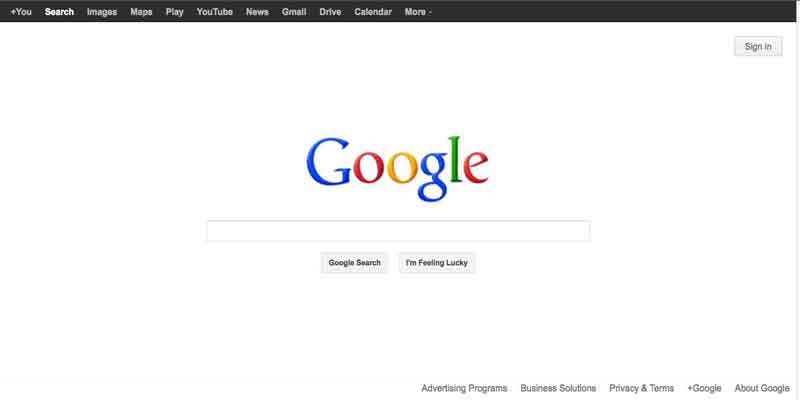 +You Search Images Maps Play YouTube News Gmail Drive Calendar More
Sign in
Google
Google Search I'm Feeling Lucky
Advertising Programs Business Solutions Privacy & Terms +Google About Google